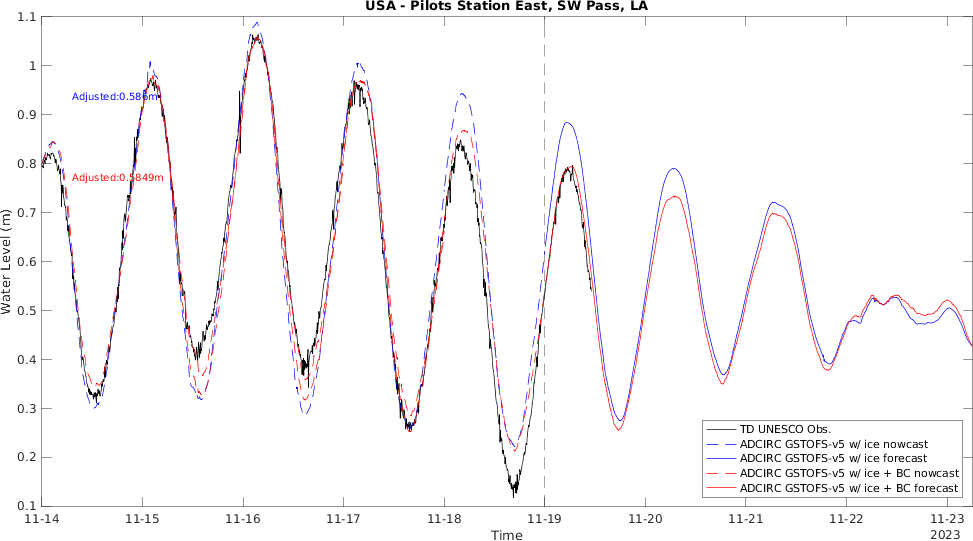 USA - Pilots Station East, SW Pass, LA
1.1
1
0.9
0.8
0.7
0.6
0.5
0.4
0.3
0.2
0.1
Water Level (m)
Adjusted:0.586m
Adjusted:0.5849m
TD UNESCO Obs.
ADCIRC GSTOFS-v5 w/ ice nowcast
ADCIRC GSTOFS-v5 w/ ice forecast
ADCIRC GSTOFS-v5 w/ ice + BC nowcast
ADCIRC GSTOFS-v5 w/ ice + BC forecast
11-14 11-15 11-16 11-17 11-18 11-19 11-20 11-21 11-22 11-23
Time
2023